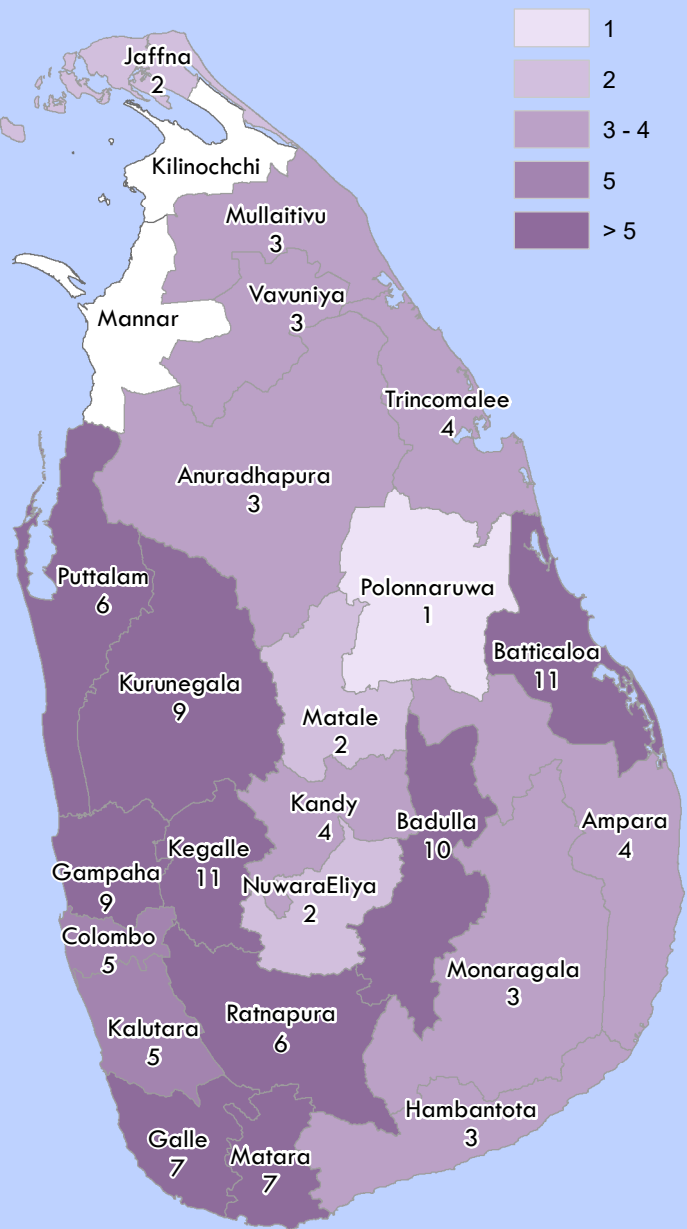 Jaffna
2
1
2
3 - 4
5
> 5
Kilinochchi
Mullaitivu
3
Vavuniya
3
Mannar
Trincomalee
4
Anuradhapura
3
Puttalam
6
Polonnaruwa
1
Batticaloa
11
Kurunegala
9
Matale
2
Kandy
4
Badulla
10
Ampara
4
Kegalle
11
Gampaha
9
NuwaraEliya
2
Colombo
5
Monaragala
3
Ratnapura
6
Kalutara
5
Hambantota
3
Galle
7
Matara
7